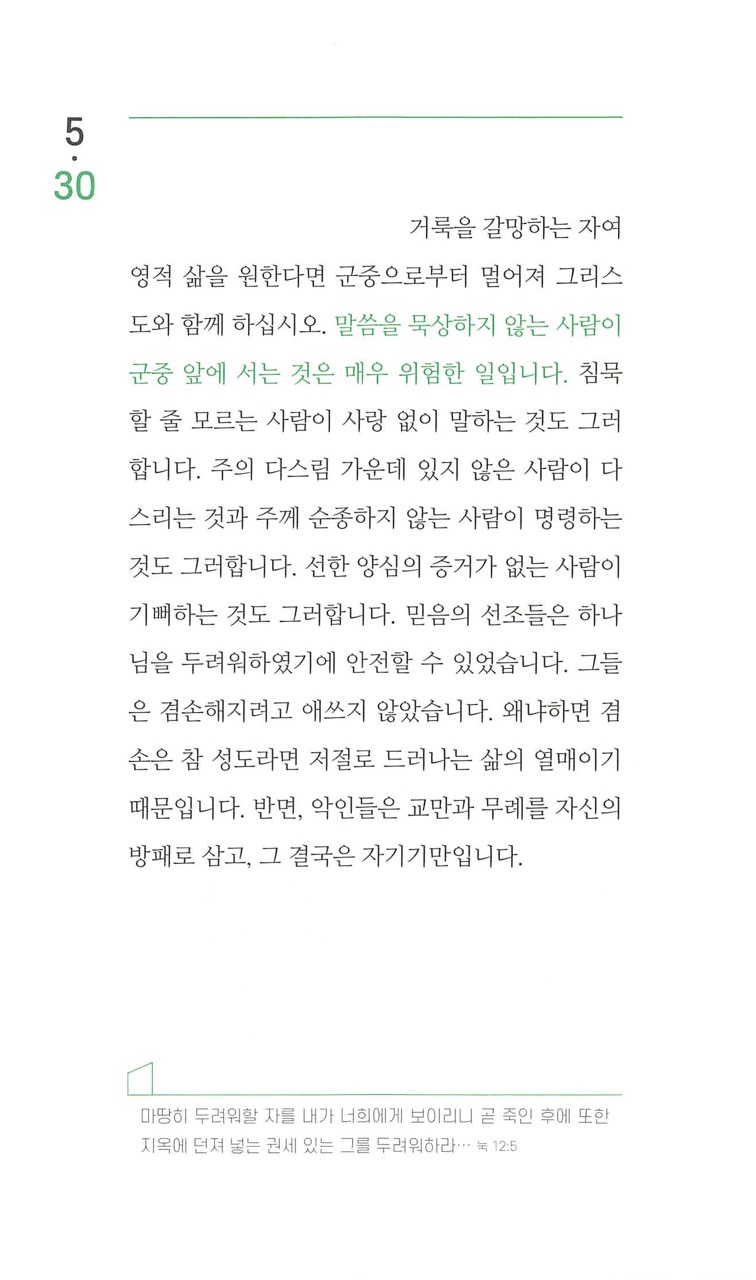 5
·
30
거룩을 갈망하는 자여
영적 삶을 원한다면 군중으로부터 멀어져 그리스
도와 함께 하십시오. 말씀을 묵상하지 않는 사람이
군중 앞에 서는 것은 매우 위험한 일입니다. 침묵
할 줄 모르는 사람이 사랑 없이 말하는 것도 그러
합니다. 주의 다스림 가운데 있지 않은 사람이 다
스리는 것과 주께 순종하지 않는 사람이 명령하는
것도 그러합니다. 선한 양심의 증거가 없는 사람이
기뻐하는 것도 그러합니다. 믿음의 선조들은 하나
님을 두려워하였기에 안전할 수 있었습니다. 그들
은 겸손해지려고 애쓰지 않았습니다. 왜냐하면 겸
손은 참 성도라면 저절로 드러나는 삶의 열매이기
때문입니다. 반면, 악인들은 교만과 무례를 자신의
방패로 삼고, 그 결국은 자기기만입니다.
마땅히 두려워할 자를 내가 너희에게 보이리니 곧 죽인 후에 또한
지옥에 던져 넣는 권세 있는 그를 두려워하라… 눅 12:5